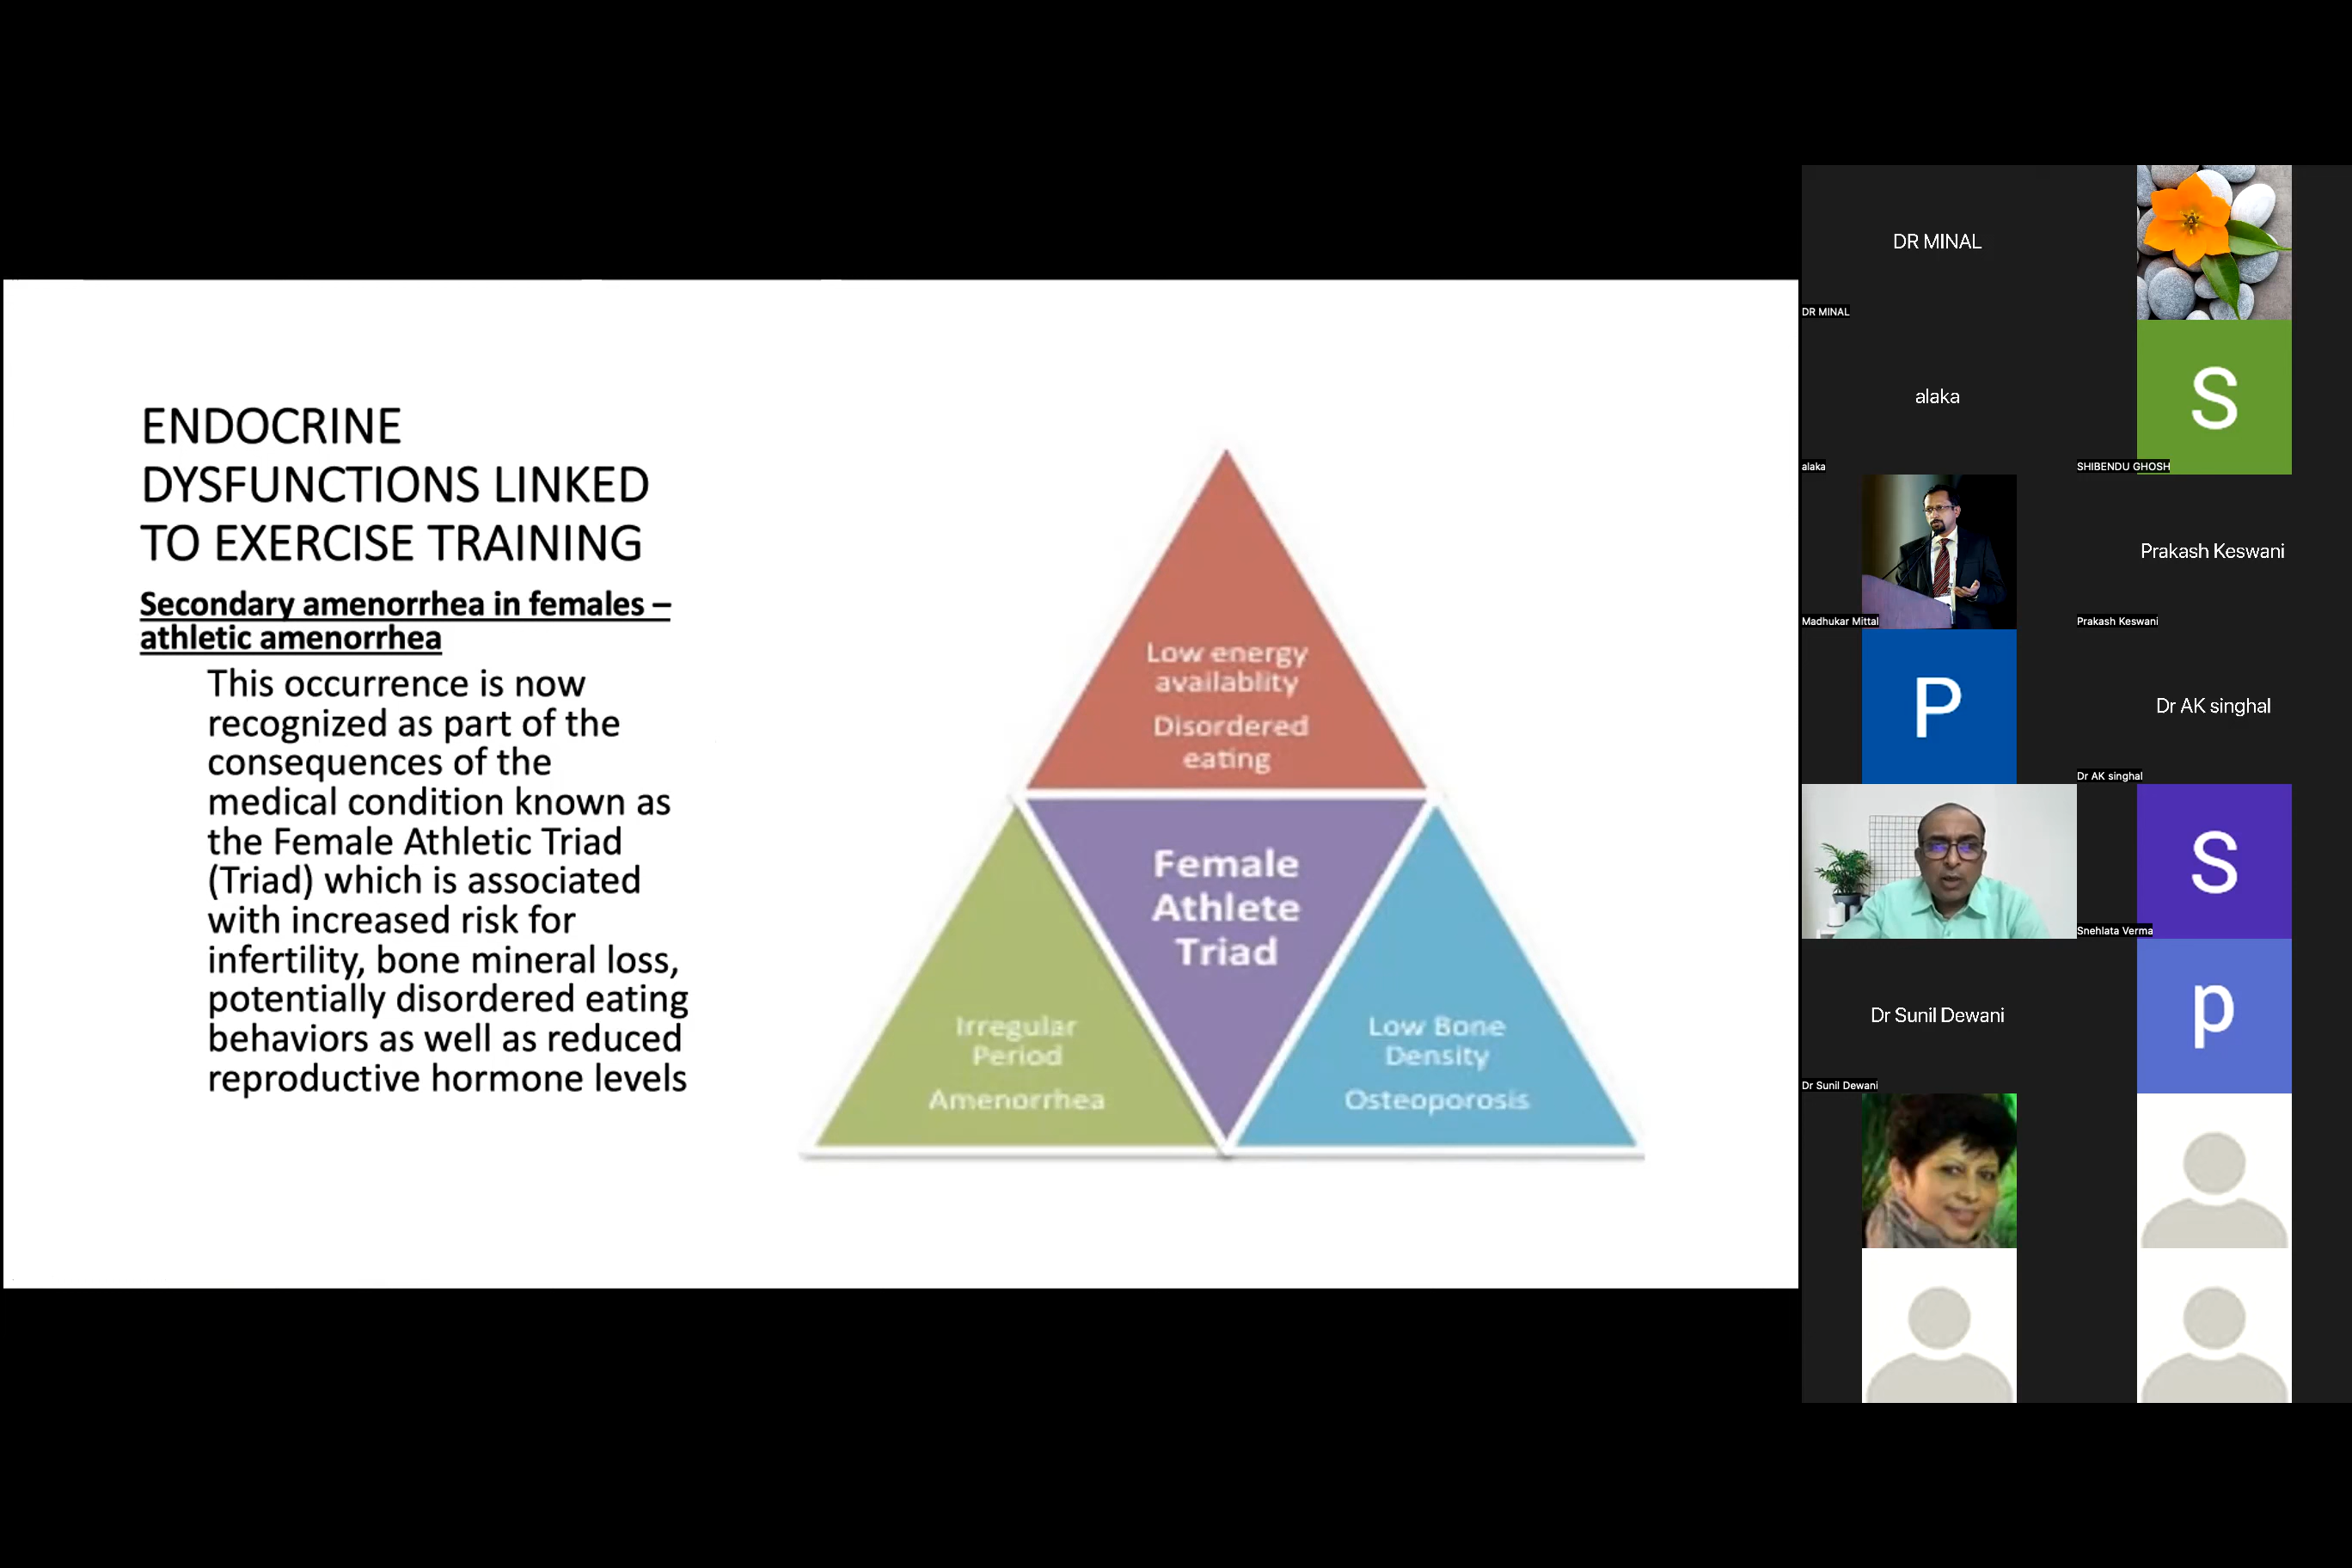 ENDOCRINE
DYSFUNCTIONS LINKED
TO EXERCISE TRAINING
Secondary amenorrhea in females –
athletic amenorrhea
This occurrence is now
recognized as part of the
consequences of the
medical condition known as
the Female Athletic Triad
(Triad) which is associated
with increased risk for
infertility, bone mineral loss,
potentially disordered eating
behaviors as well as reduced
reproductive hormone levels
Low energy
availablity
Disordered
eating
Female
Athlete
Triad
Irregular
Period
Amenorrhea
Low Bone
Density
Osteoporosis
DR MINAL
DR MINAL
alaka
alaka
S
SHIBENDU GHOSH
Madhukar Mittal
Prakash Keswani
Prakash Keswani
P
Dr AK singhal
Dr AK singhal
S
Snehlata Verma
Dr Sunil Dewani
Dr Sunil Dewani
p